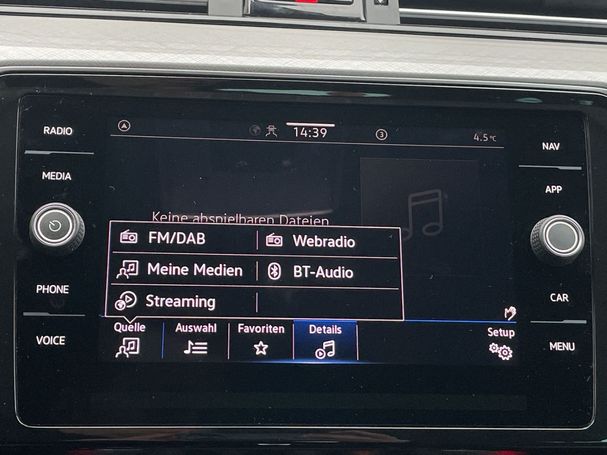 RADIO
14:39
3
4.5°C
NAV
MEDIA
APP
Keine abspielbaren Dateien
FM/DAB
Webradio
Meine Medien
BT-Audio
Streaming
PHONE
CAR
Quelle
Auswahl
Favoriten
Details
Setup
VOICE
MENU